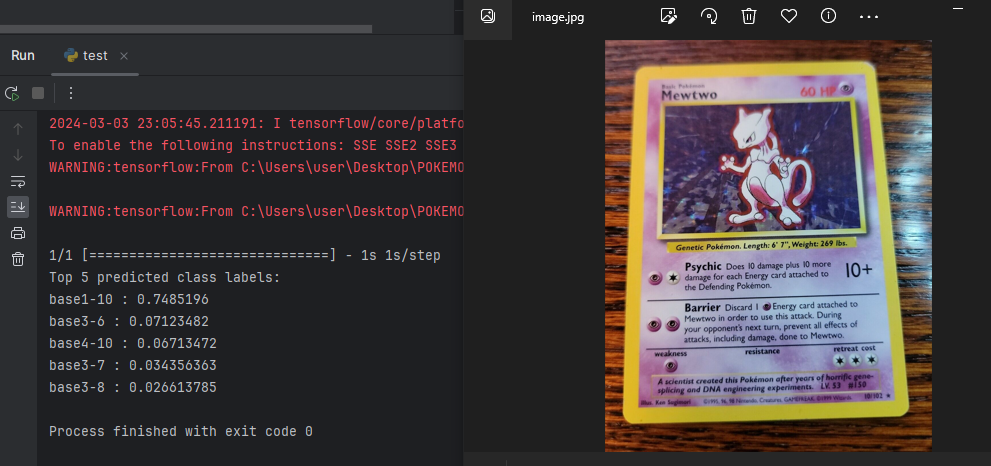 image.jpg
Run
test
2024-03-03 23:05:45.211191: I tensorflow/core/platfo
To enable the following instructions: SSE SSE2 SSE3
WARNING:tensorflow:From C:\Users\user\Desktop\POKEMO
WARNING:tensorflow:From C:\Users\user\Desktop\POKEMO
1/1 [==============================] - 1s 1s/step
Top 5 predicted class labels:
base1-10 : 0.7485196
base3-6 : 0.07123482
base4-10 : 0.06713472
base3-7 : 0.034356363
base3-8 : 0.026613785
Process finished with exit code 0
Basic Pokémon
Mewtwo
60 HP
Genetic Pokémon. Length: 6' 7", Weight: 269 lbs.
Psychic Does 10 damage plus 10 more
damage for each Energy card attached to
the Defending Pokémon.
10+
Barrier Discard 1 Energy card attached to
Mewtwo in order to use this attack. During
your opponent's next turn, prevent all effects of
attacks, including damage, done to Mewtwo.
weakness
resistance
retreat cost
A scientist created this Pokémon after years of horrific gene-
splicing and DNA engineering experiments. LV. 53 #150
Illus. Ken Sugimori
©1995, 96, 98 Nintendo, Creatures, GAMEFREAK. ©1999 Wizards.
10/102